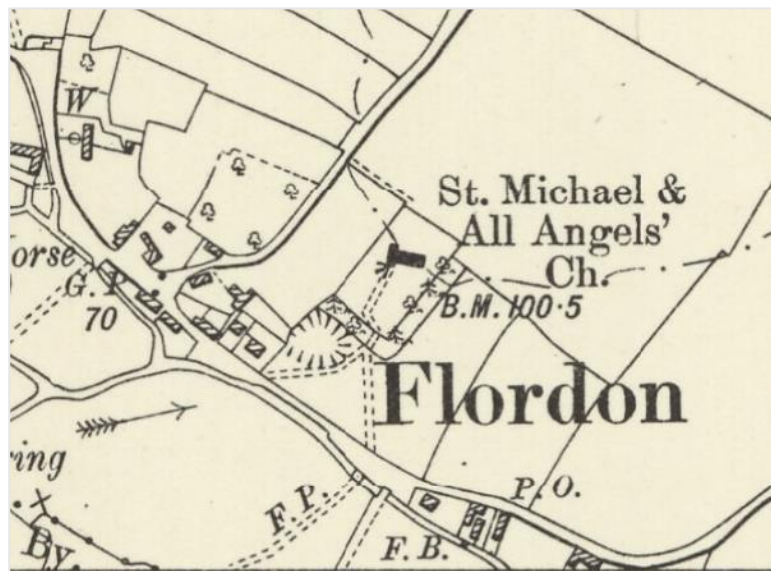 W
St. Michael &
All Angels'
Ch.
orse
G.P.
70
B.M. 100·5
Flordon
ring
P.O.
F.P.
F.B.
By.